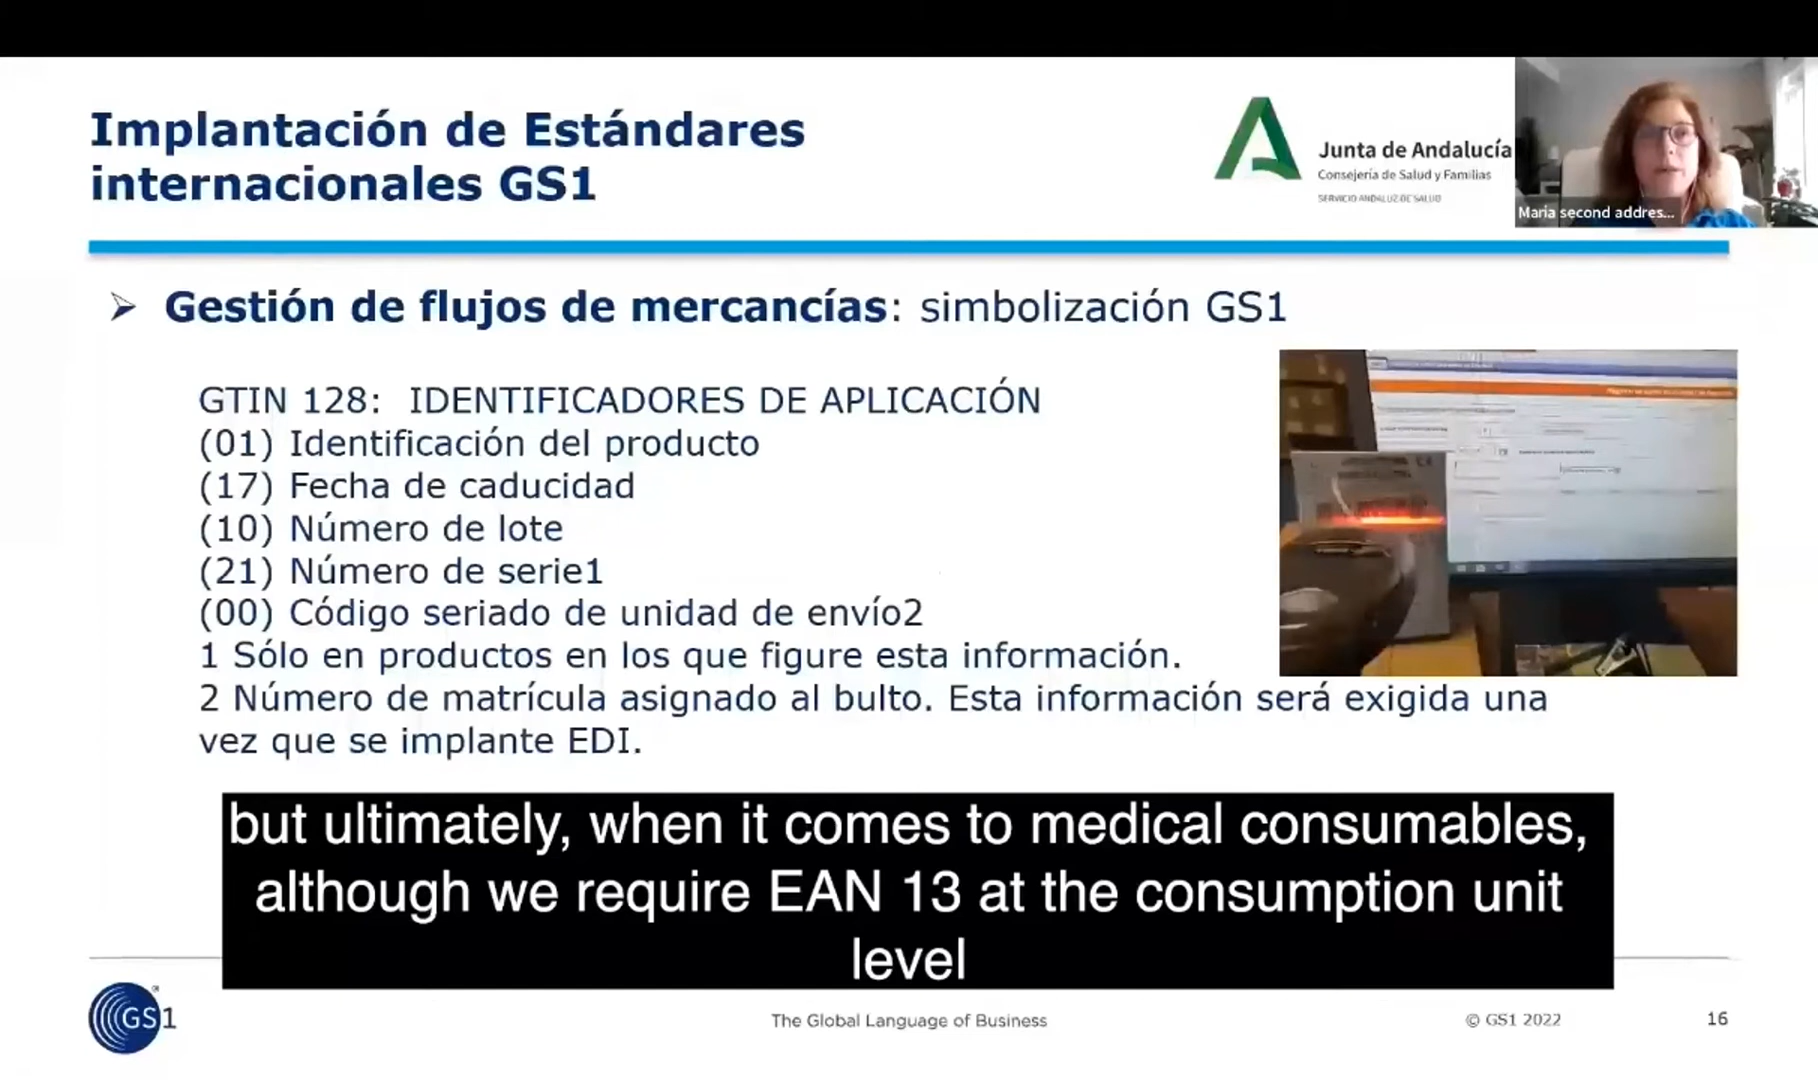 Implantación de Estándares
internacionales GS1
Junta de Andalucía
Consejería de Salud y Familias
SERVICIO ANDALUZ DE SALUD
Maria second addres...
➢ Gestión de flujos de mercancías: simbolización GS1
GTIN 128: IDENTIFICADORES DE APLICACIÓN
(01) Identificación del producto
(17) Fecha de caducidad
(10) Número de lote
(21) Número de serie1
(00) Código seriado de unidad de envío2
1 Sólo en productos en los que figure esta información.
2 Número de matrícula asignado al bulto. Esta información será exigida una
vez que se implante EDI.
but ultimately, when it comes to medical consumables,
although we require EAN 13 at the consumption unit
level
GS1
The Global Language of Business
© GS1 2022
16